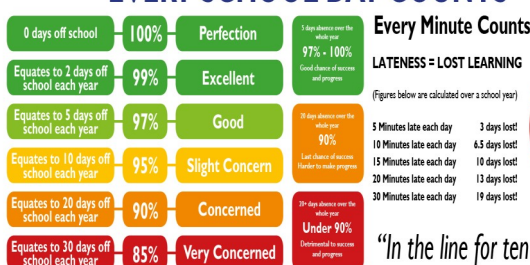 EVERY SCHOOL DAY COUNTS
0 days off school
100%
Perfection
Equates to 2 days off
school each year
99%
Excellent
Equates to 5 days off
school each year
97%
Good
Equates to 10 days off
school each year
95%
Slight Concern
Equates to 20 days off
school each year
90%
Concerned
Equates to 30 days off
school each year
85%
Very Concerned
5 days absence over the
whole year
97% - 100%
Good chance of success
and progress
20 days absence over the
whole year
90%
Last chance of success
Harder to make progress
20+ days absence over the
whole year
Under 90%
Detrimental to success
and progress
Every Minute Counts
LATENESS = LOST LEARNING
(Figures below are calculated over a school year)
5 Minutes late each day 3 days lost!
10 Minutes late each day 6.5 days lost!
15 Minutes late each day 10 days lost!
20 Minutes late each day 13 days lost!
30 Minutes late each day 19 days lost!
“In the line for ten